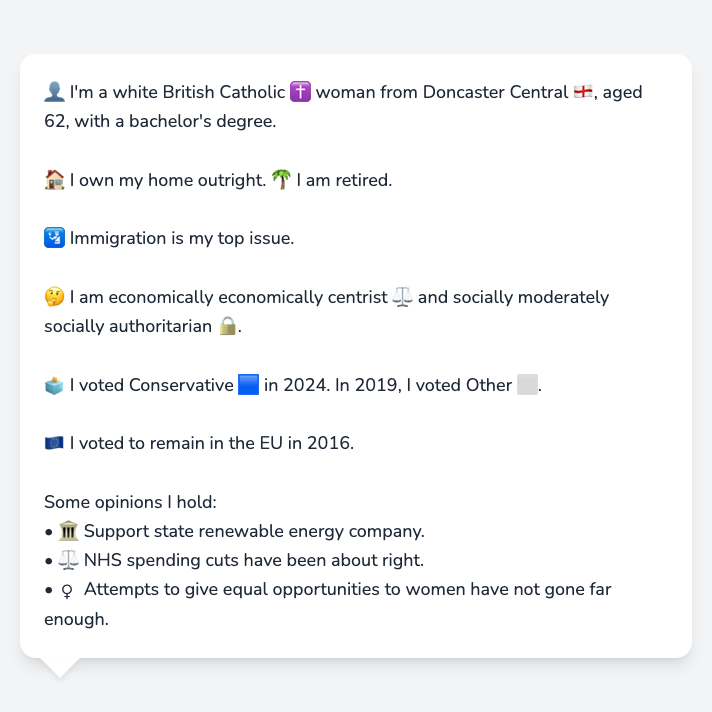 👤 I'm a white British Catholic ✝️ woman from Doncaster Central 🏴󠁧󠁢󠁥󠁮󠁧󠁿, aged
62, with a bachelor's degree.
🏠 I own my home outright. 🌴 I am retired.
🛂 Immigration is my top issue.
🤔 I am economically economically centrist ⚖️ and socially moderately
socially authoritarian 🔒.
🗳️ I voted Conservative 🟦 in 2024. In 2019, I voted Other ⬜.
🇪🇺 I voted to remain in the EU in 2016.
Some opinions I hold:
• 🏛️ Support state renewable energy company.
• ⚖️ NHS spending cuts have been about right.
• ♀ Attempts to give equal opportunities to women have not gone far
enough.